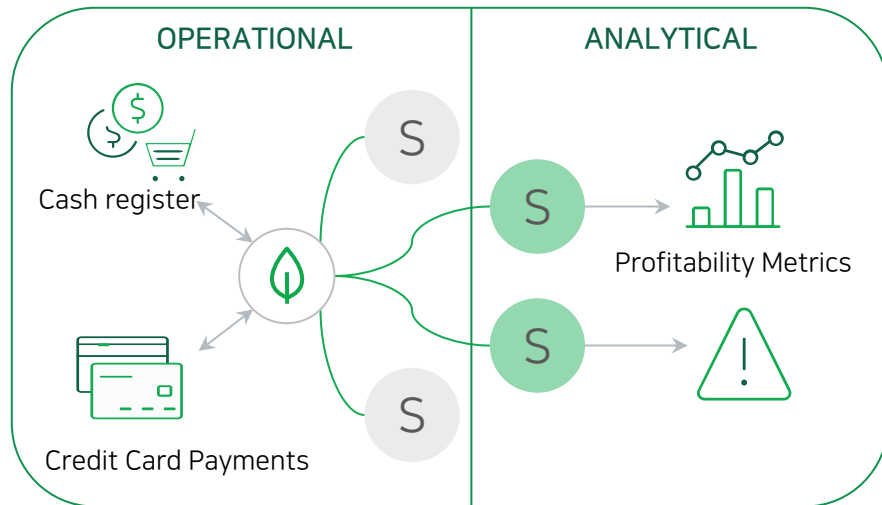 OPERATIONAL
ANALYTICAL
$
$
S
Cash register
S
Profitability Metrics
S
!
S
Credit Card Payments